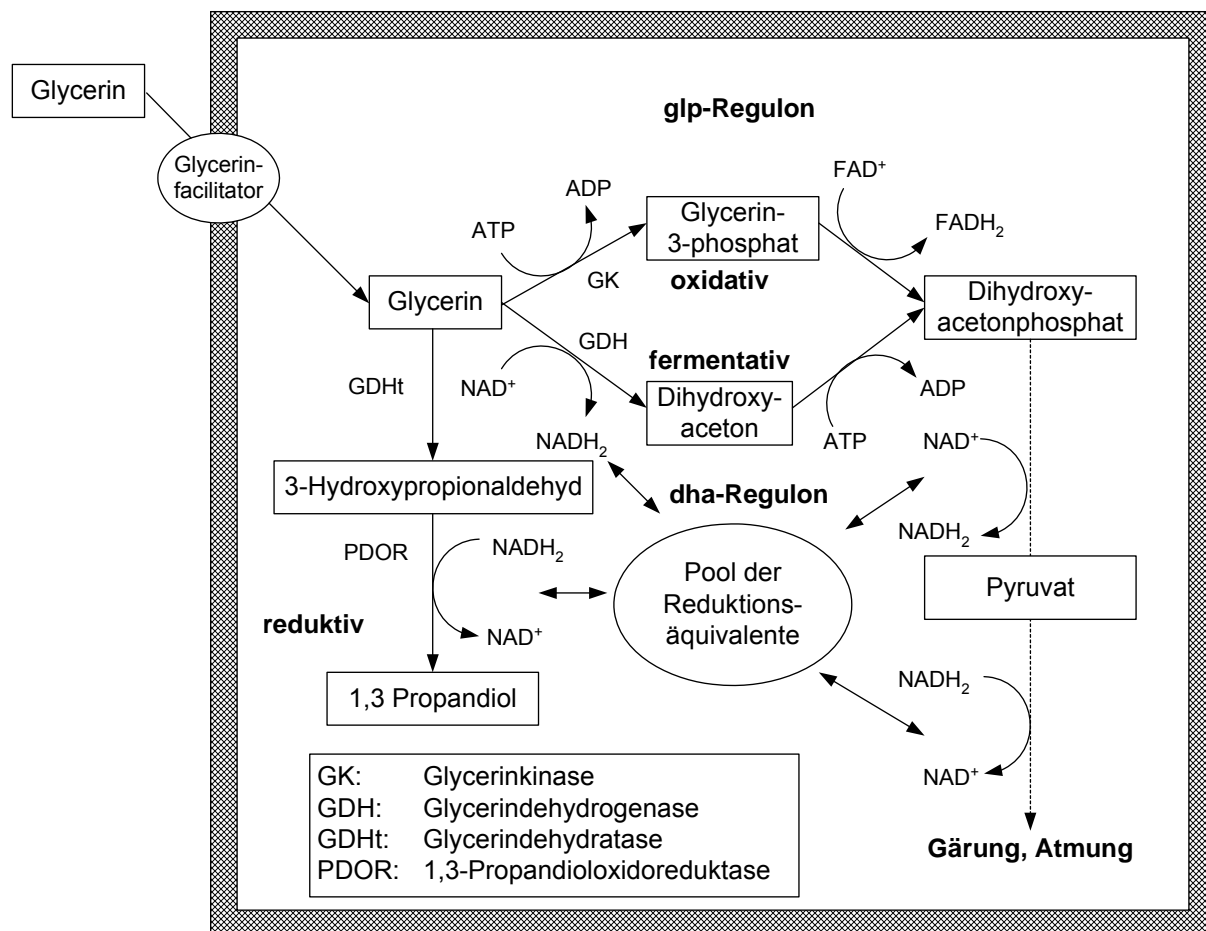 Glycerin
Glycerin-
facilitator
glp-Regulon
ATP
ADP
GK
Glycerin-
3-phosphat
oxidativ
FAD⁺
FADH₂
Glycerin
GDHt
NAD⁺
GDH
NADH₂
fermentativ
Dihydroxy-
aceton
ATP
ADP
Dihydroxy-
acetonphosphat
3-Hydroxypropionaldehyd
dha-Regulon
NAD⁺
NADH₂
PDOR
NADH₂
NAD⁺
reduktiv
Pool der
Reduktions-
äquivalente
Pyruvat
1,3 Propandiol
NADH₂
NAD⁺
Gärung, Atmung
GK: Glycerinkinase
GDH: Glycerindehydrogenase
GDHt: Glycerindehydratase
PDOR: 1,3-Propandioloxidoreduktase